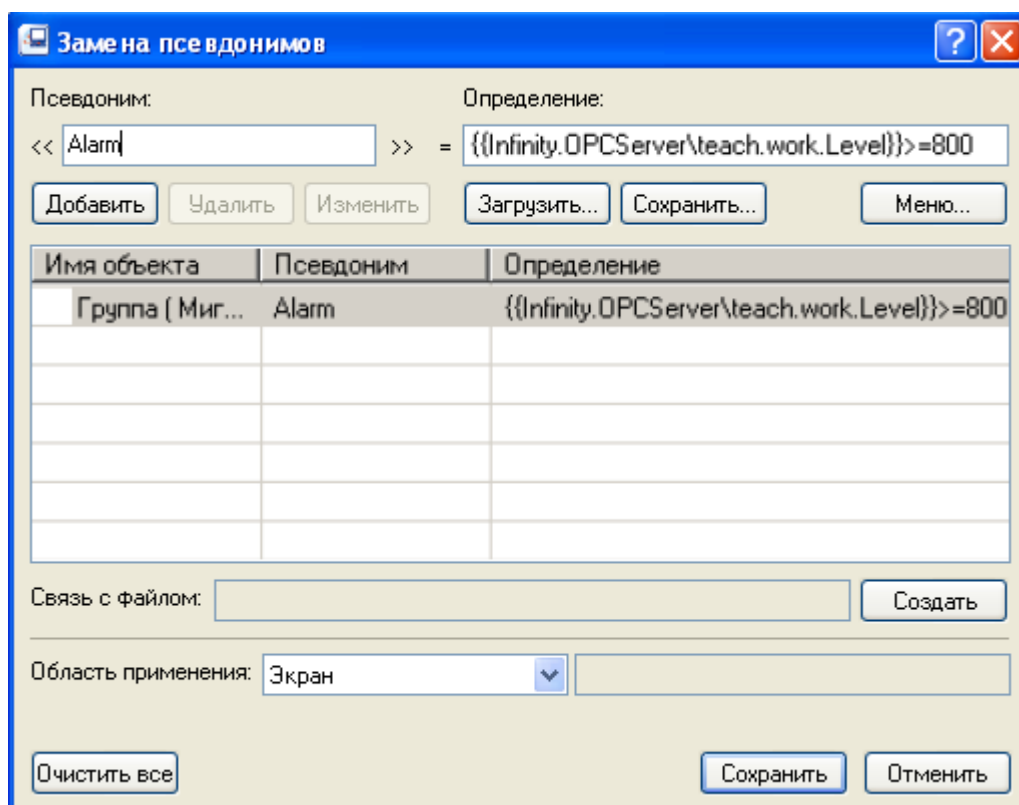 Замена псевдонимов
Псевдоним: Определение:
<< Alarm >> = {{Infinity.OPCServer\teach.work.Level}}>=800
Добавить Удалить Изменить Загрузить... Сохранить... Меню...
Имя объекта Псевдоним Определение
Группа ( Миг... Alarm {{Infinity.OPCServer\teach.work.Level}}>=800
Связь с файлом: Создать
Область применения: Экран
Очистить все Сохранить Отменить